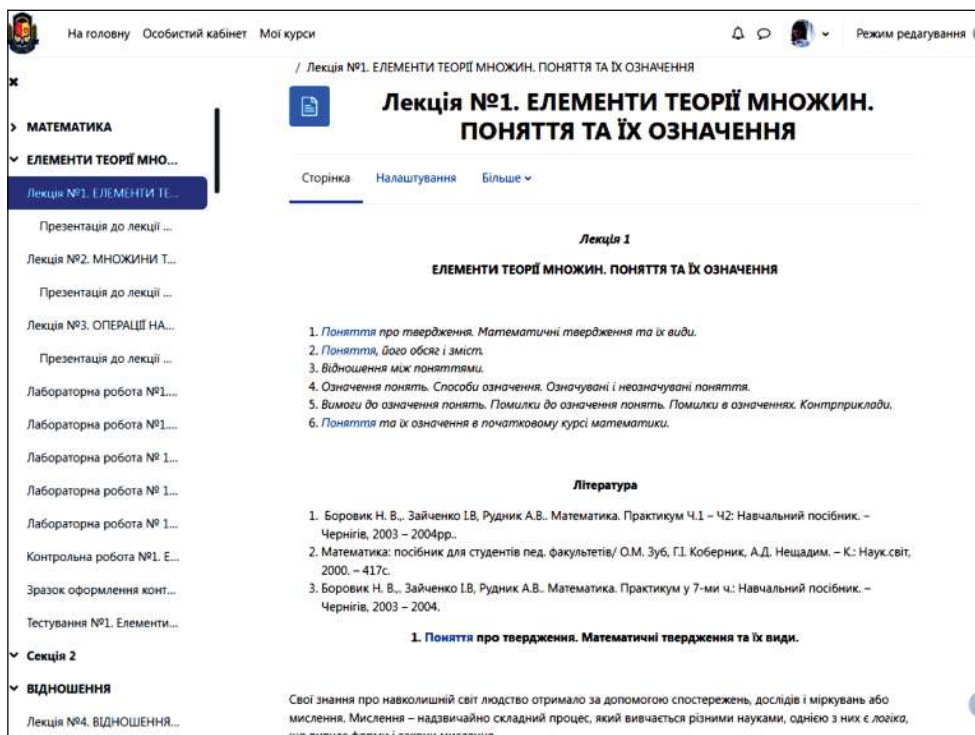 На головну Особистий кабінет Мої курси
Режим редагування
МАТЕМАТИКА
ЕЛЕМЕНТИ ТЕОРІЇ МНО...
Лекція №1. ЕЛЕМЕНТИ ТЕ...
Презентація до лекції ...
Лекція №2. МНОЖИНИ Т...
Презентація до лекції ...
Лекція №3. ОПЕРАЦІЇ НА...
Презентація до лекції ...
Лабораторна робота №1....
Лабораторна робота №1....
Лабораторна робота № 1...
Лабораторна робота № 1...
Лабораторна робота № 1...
Контрольна робота №1. Е...
Зразок оформлення конт...
Тестування №1. Елементи...
Секція 2
ВІДНОШЕННЯ
Лекція №4. ВІДНОШЕННЯ...
/ Лекція №1. ЕЛЕМЕНТИ ТЕОРІЇ МНОЖИН. ПОНЯТТЯ ТА ЇХ ОЗНАЧЕННЯ
Лекція №1. ЕЛЕМЕНТИ ТЕОРІЇ МНОЖИН.
ПОНЯТТЯ ТА ЇХ ОЗНАЧЕННЯ
Сторінка Налаштування Більше
Лекція 1
ЕЛЕМЕНТИ ТЕОРІЇ МНОЖИН. ПОНЯТТЯ ТА ЇХ ОЗНАЧЕННЯ
1. Поняття про твердження. Математичні твердження та їх види.
2. Поняття, його обсяг і зміст.
3. Відношення між поняттями.
4. Означення понять. Способи означення. Означувані і неозначувані поняття.
5. Вимоги до означення понять. Помилки до означення понять. Помилки в означеннях. Контрприклади.
6. Поняття та їх означення в початковому курсі математики.
Література
1. Боровик Н. В.,. Зайченко І.В, Рудник А.В.. Математика. Практикум Ч.1 – Ч2: Навчальний посібник. –
Чернігів, 2003 – 2004рр..
2. Математика: посібник для студентів пед. факультетів/ О.М. Зуб, Г.І. Коберник, А.Д. Нещадим. – К.: Наук.світ,
2000. – 417с.
3. Боровик Н. В.,. Зайченко І.В, Рудник А.В.. Математика. Практикум у 7-ми ч.: Навчальний посібник. –
Чернігів, 2003 – 2004.
1. Поняття про твердження. Математичні твердження та їх види.
Свої знання про навколишній світ людство отримало за допомогою спостережень, дослідів і міркувань або
мислення. Мислення – надзвичайно складний процес, який вивчається різними науками, однією з них є логіка,
що вивчає форми і закони мислення